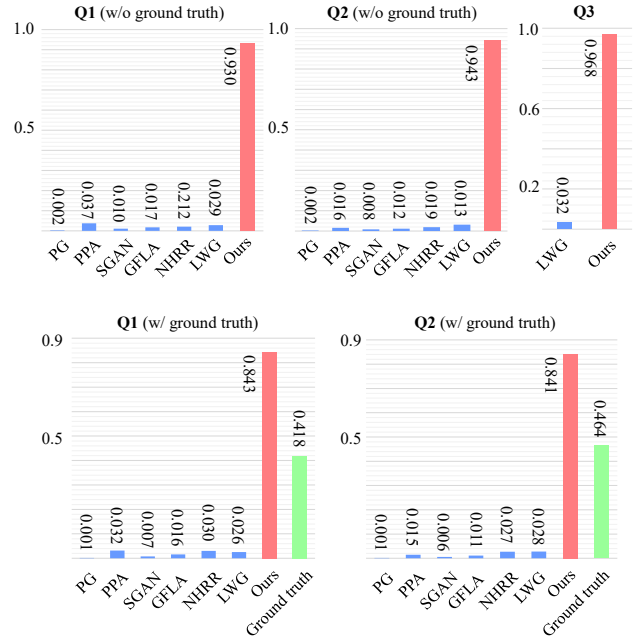 Q1 (w/o ground truth)
1.0
0.5
0.002
0.037
0.010
0.017
0.212
0.029
0.930
PG
PPA
SGAN
GFLA
NHRR
LWG
Ours
Q2 (w/o ground truth)
1.0
0.5
0.002
0.016
0.008
0.012
0.019
0.013
0.943
PG
PPA
SGAN
GFLA
NHRR
LWG
Ours
Q3
1.0
0.6
0.2
0.032
0.968
LWG
Ours
Q1 (w/ ground truth)
0.9
0.5
0.001
0.032
0.007
0.016
0.030
0.026
0.843
0.418
PG
PPA
SGAN
GFLA
NHRR
LWG
Ours
Ground truth
Q2 (w/ ground truth)
0.9
0.5
0.001
0.015
0.006
0.011
0.027
0.028
0.841
0.464
PG
PPA
SGAN
GFLA
NHRR
LWG
Ours
Ground truth